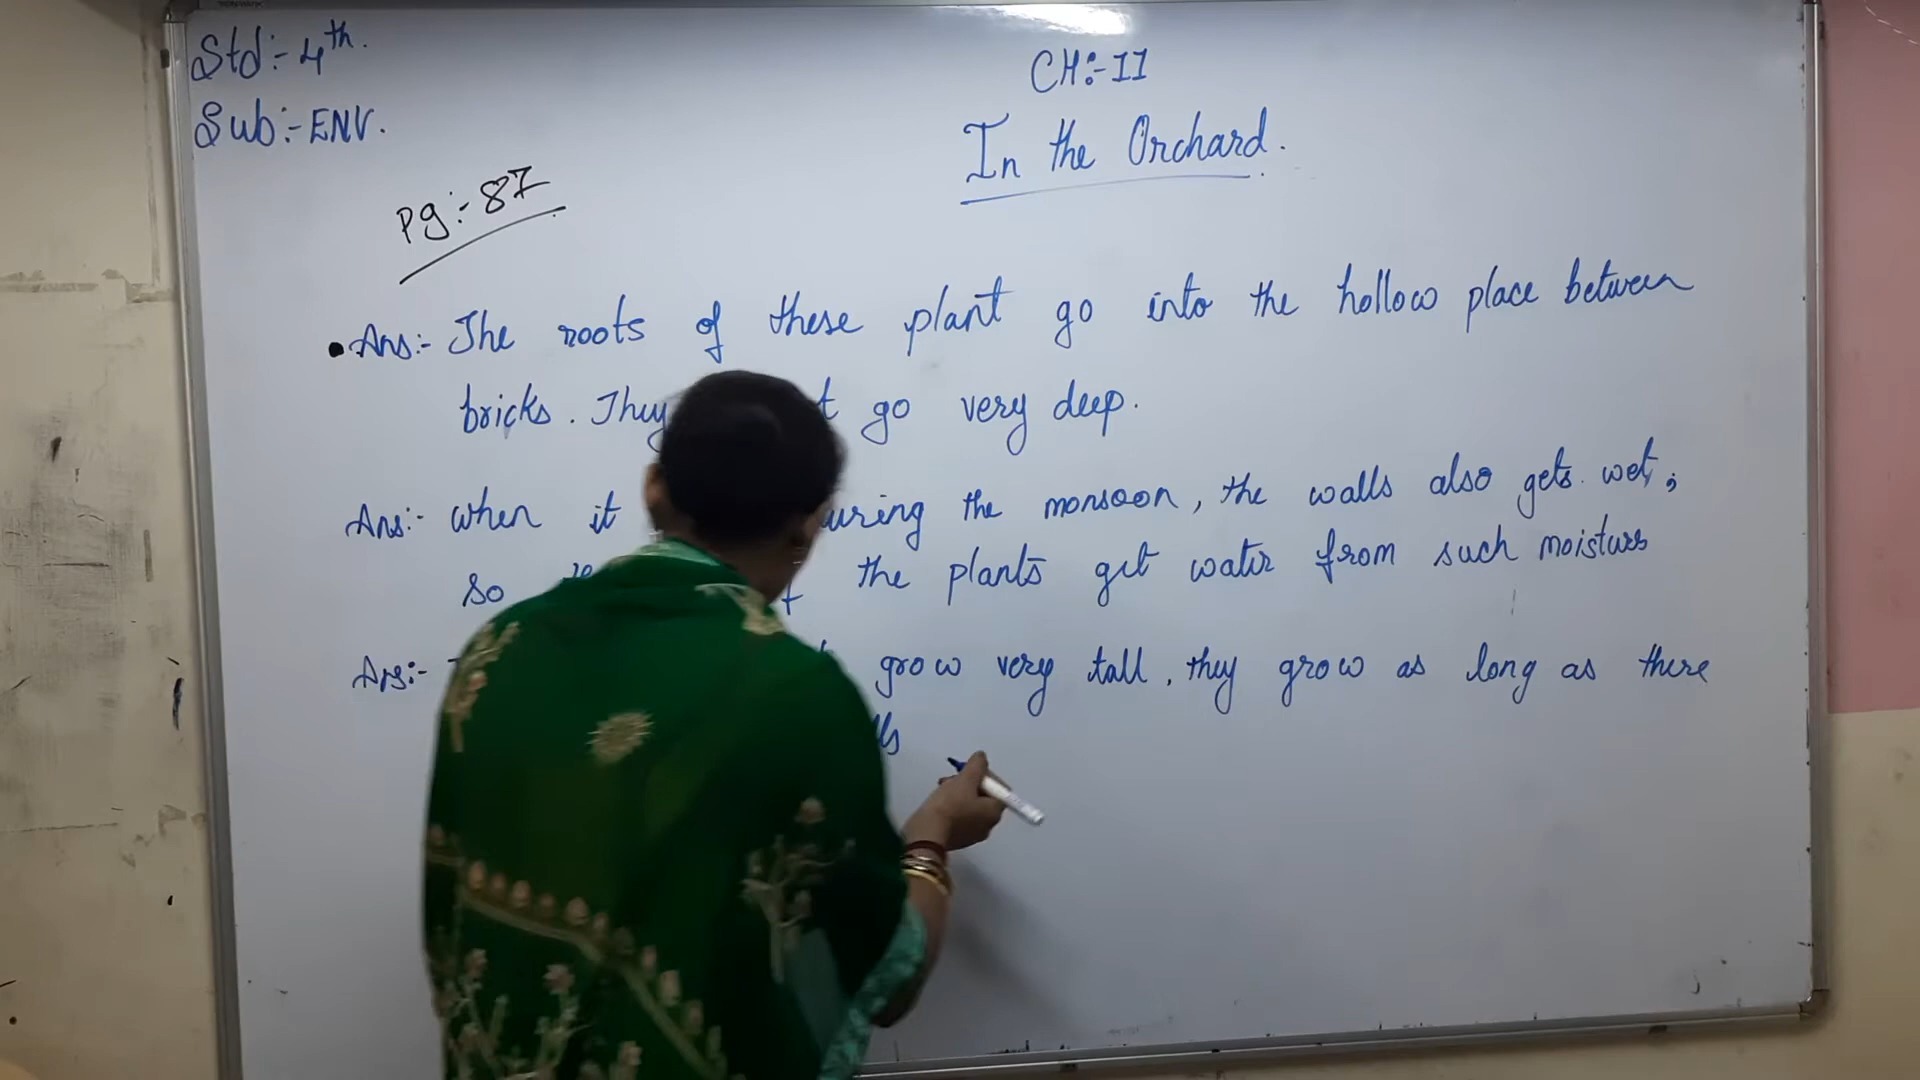 Std:- 4th.
Sub:- ENV.
CH:- 11
In the Orchard.
Pg:- 87
Ans:- The roots of these plant go into the hollow place between
bricks. They go very deep.
Ans:- when it the monsoon, the walls also gets wet,
so the plants get water from such moisture
Ans:- grow very tall, they grow as long as there